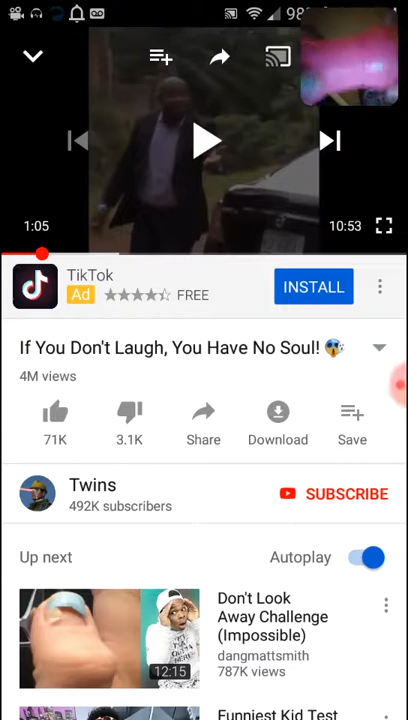 98
1:05
10:53
TikTok
Ad
FREE
INSTALL
If You Don't Laugh, You Have No Soul! 😱
4M views
71K
3.1K
Share
Download
Save
Twins
492K subscribers
SUBSCRIBE
Up next
Autoplay
12:15
Don't Look
Away Challenge
(Impossible)
dangmattsmith
787K views
Funniest Kid Test